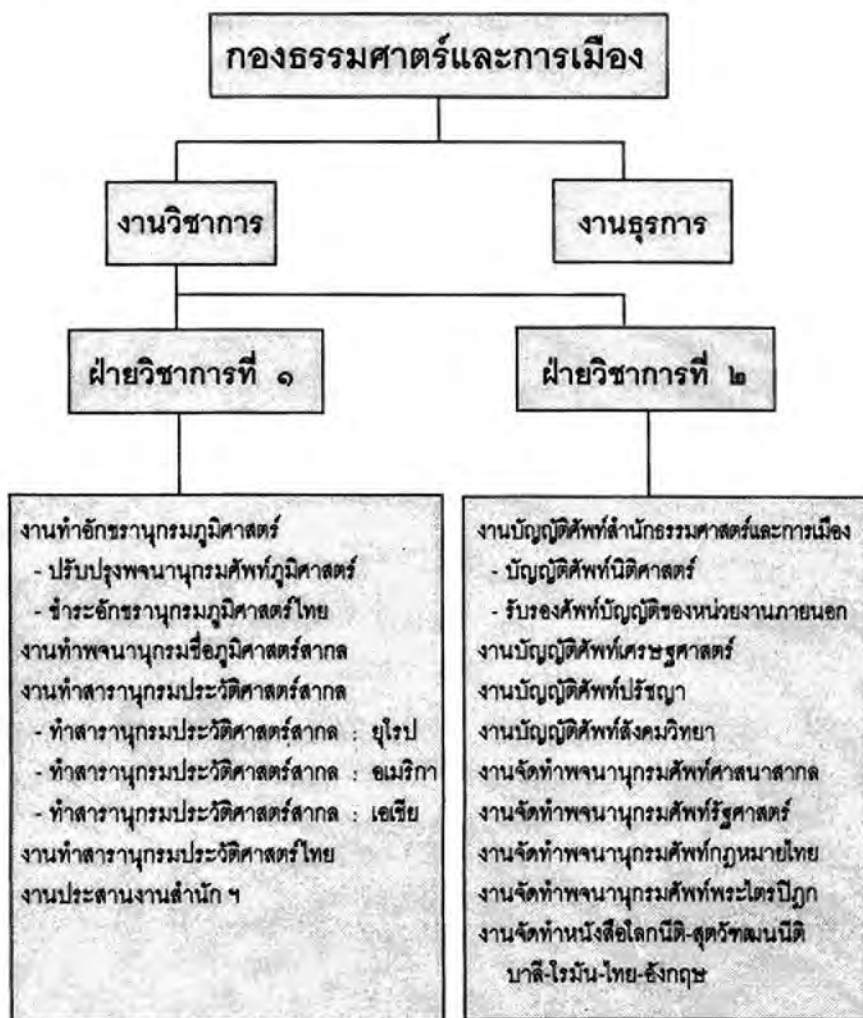 กองธรรมศาตร์และการเมือง
งานวิชาการ
งานธุรการ
ฝ่ายวิชาการที่ ๑
ฝ่ายวิชาการที่ ๒
งานทำอักขรานุกรมภูมิศาสตร์
- ปรับปรุงพจนานุกรมศัพท์ภูมิศาสตร์
- ชำระอักขรานุกรมภูมิศาสตร์ไทย
งานทำพจนานุกรมชื่อภูมิศาสตร์สากล
งานทำสารานุกรมประวัติศาสตร์สากล
- ทำสารานุกรมประวัติศาสตร์สากล : ยุโรป
- ทำสารานุกรมประวัติศาสตร์สากล : อเมริกา
- ทำสารานุกรมประวัติศาสตร์สากล : เอเชีย
งานทำสารานุกรมประวัติศาสตร์ไทย
งานประสานงานสำนัก ฯ
งานบัญญัติศัพท์สำนักธรรมศาสตร์และการเมือง
- บัญญัติศัพท์นิติศาสตร์
- รับรองศัพท์บัญญัติของหน่วยงานภายนอก
งานบัญญัติศัพท์เศรษฐศาสตร์
งานบัญญัติศัพท์ปรัชญา
งานบัญญัติศัพท์สังคมวิทยา
งานจัดทำพจนานุกรมศัพท์ศาสนาสากล
งานจัดทำพจนานุกรมศัพท์รัฐศาสตร์
งานจัดทำพจนานุกรมศัพท์กฎหมายไทย
งานจัดทำพจนานุกรมศัพท์พระไตรปิฎก
งานจัดทำหนังสือโลกนีติ-สุตวัฑฒนนีติ
บาลี-โรมัน-ไทย-อังกฤษ